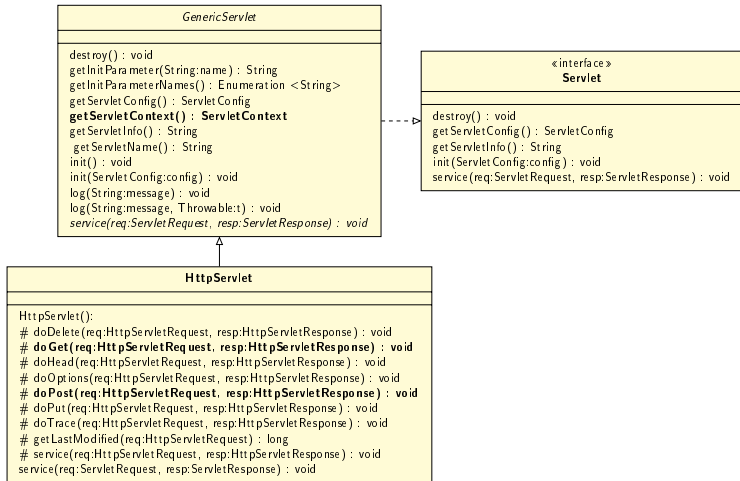 GenericServlet
destroy() : void
getInitParameter(String:name) : String
getInitParameterNames() : Enumeration <String>
getServletConfig() : ServletConfig
getServletContext() : ServletContext
getServletInfo() : String
getServletName() : String
init() : void
init(ServletConfig:config) : void
log(String:message) : void
log(String:message, Throwable:t) : void
service(req:ServletRequest, resp:ServletResponse) : void
«interface»
Servlet
destroy() : void
getServletConfig() : ServletConfig
getServletInfo() : String
init(ServletConfig:config) : void
service(req:ServletRequest, resp:ServletResponse) : void
HttpServlet
HttpServlet():
# doDelete(req:HttpServletRequest, resp:HttpServletResponse) : void
# doGet(req:HttpServletRequest, resp:HttpServletResponse) : void
# doHead(req:HttpServletRequest, resp:HttpServletResponse) : void
# doOptions(req:HttpServletRequest, resp:HttpServletResponse) : void
# doPost(req:HttpServletRequest, resp:HttpServletResponse) : void
# doPut(req:HttpServletRequest, resp:HttpServletResponse) : void
# doTrace(req:HttpServletRequest, resp:HttpServletResponse) : void
# getLastModified(req:HttpServletRequest) : long
# service(req:HttpServletRequest, resp:HttpServletResponse) : void
service(req:ServletRequest, resp:ServletResponse) : void